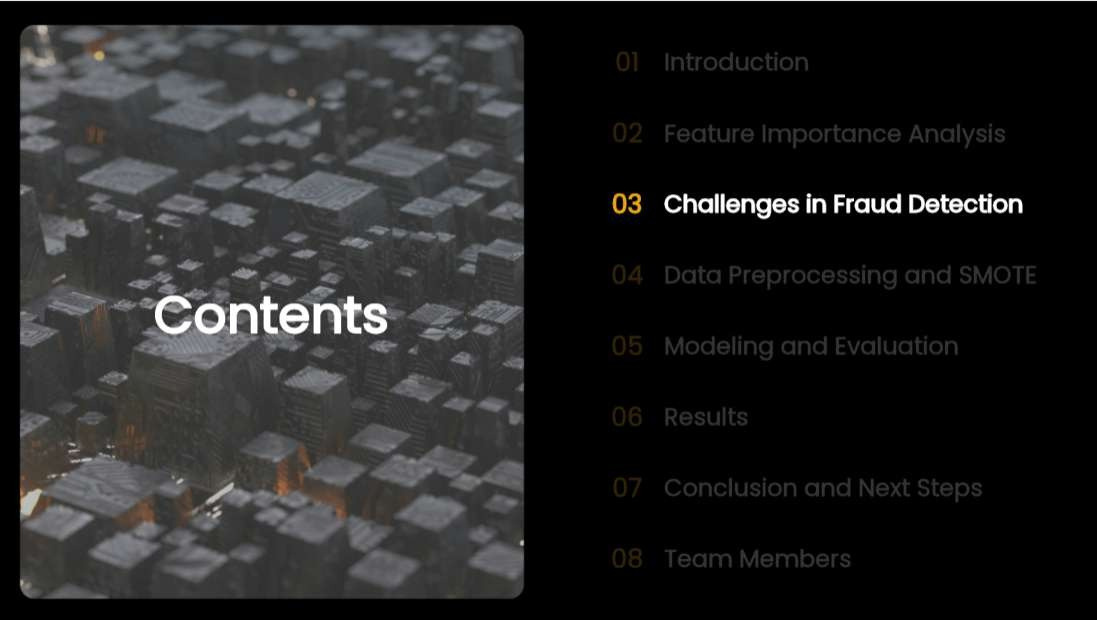 Contents
01 Introduction
02 Feature Importance Analysis
03 Challenges in Fraud Detection
04 Data Preprocessing and SMOTE
05 Modeling and Evaluation
06 Results
07 Conclusion and Next Steps
08 Team Members